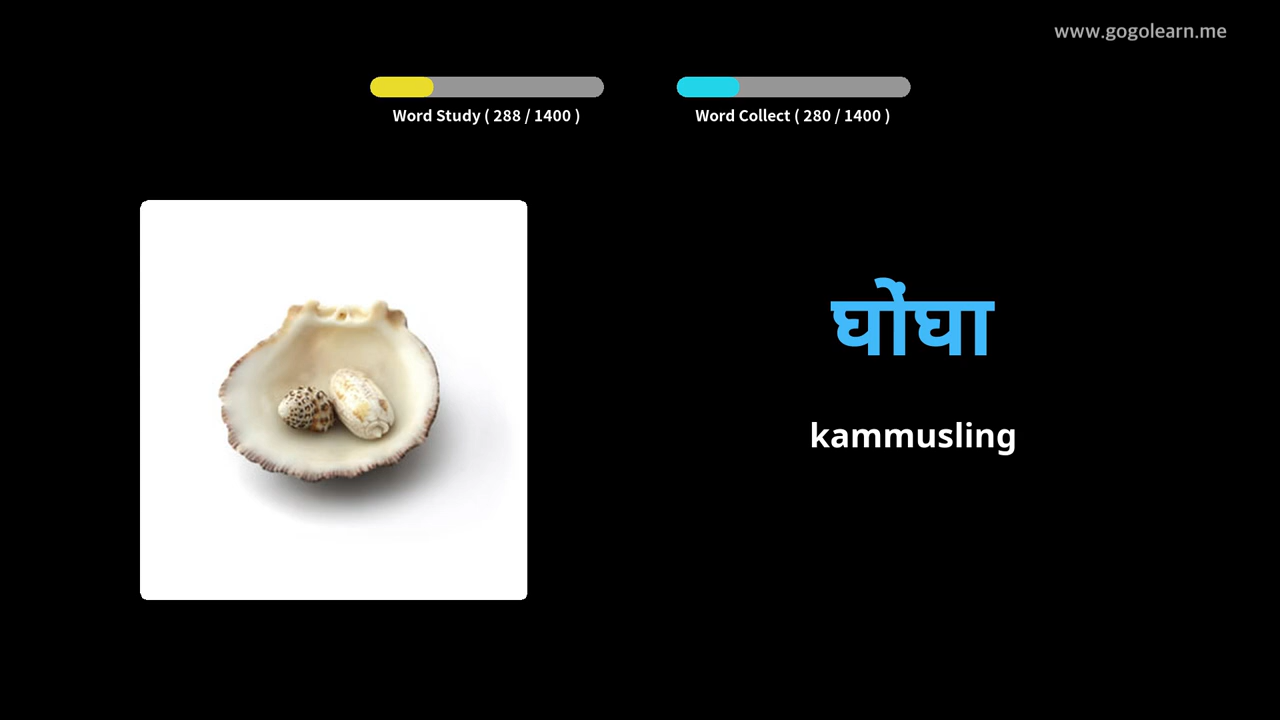 www.gogolearn.me
Word Study ( 288 / 1400 )
Word Collect ( 280 / 1400 )
घोंघा
kammusling